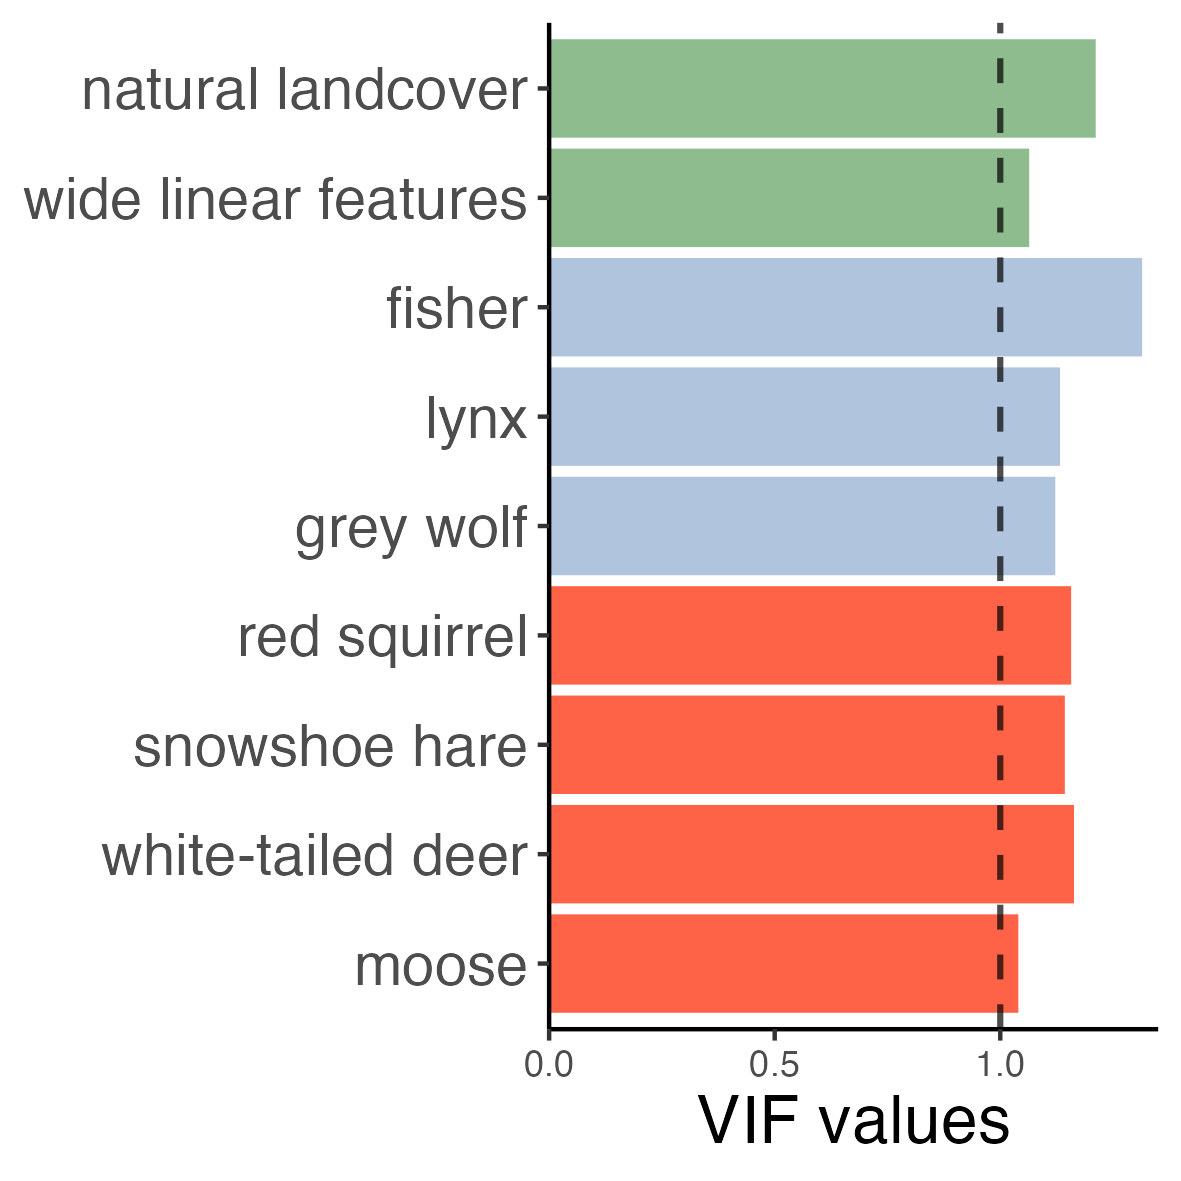 natural landcover
wide linear features
fisher
lynx
grey wolf
red squirrel
snowshoe hare
white-tailed deer
moose
0.0 0.5 1.0
VIF values